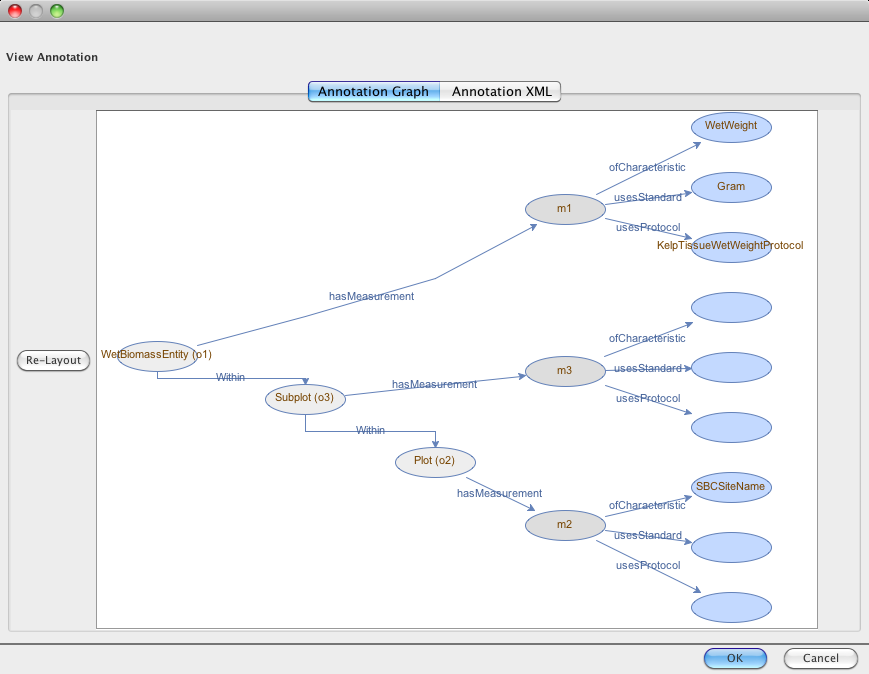 View Annotation
Annotation Graph
Annotation XML
WetWeight
ofCharacteristic
Gram
usesStandard
m1
usesProtocol
KelpTissueWetWeightProtocol
hasMeasurement
ofCharacteristic
WetBiomassEntity (o1)
Re-Layout
Within
hasMeasurement
m3
usesStandard
Subplot (o3)
usesProtocol
Within
Plot (o2)
SBCSiteName
hasMeasurement
ofCharacteristic
m2
usesStandard
usesProtocol
OK
Cancel